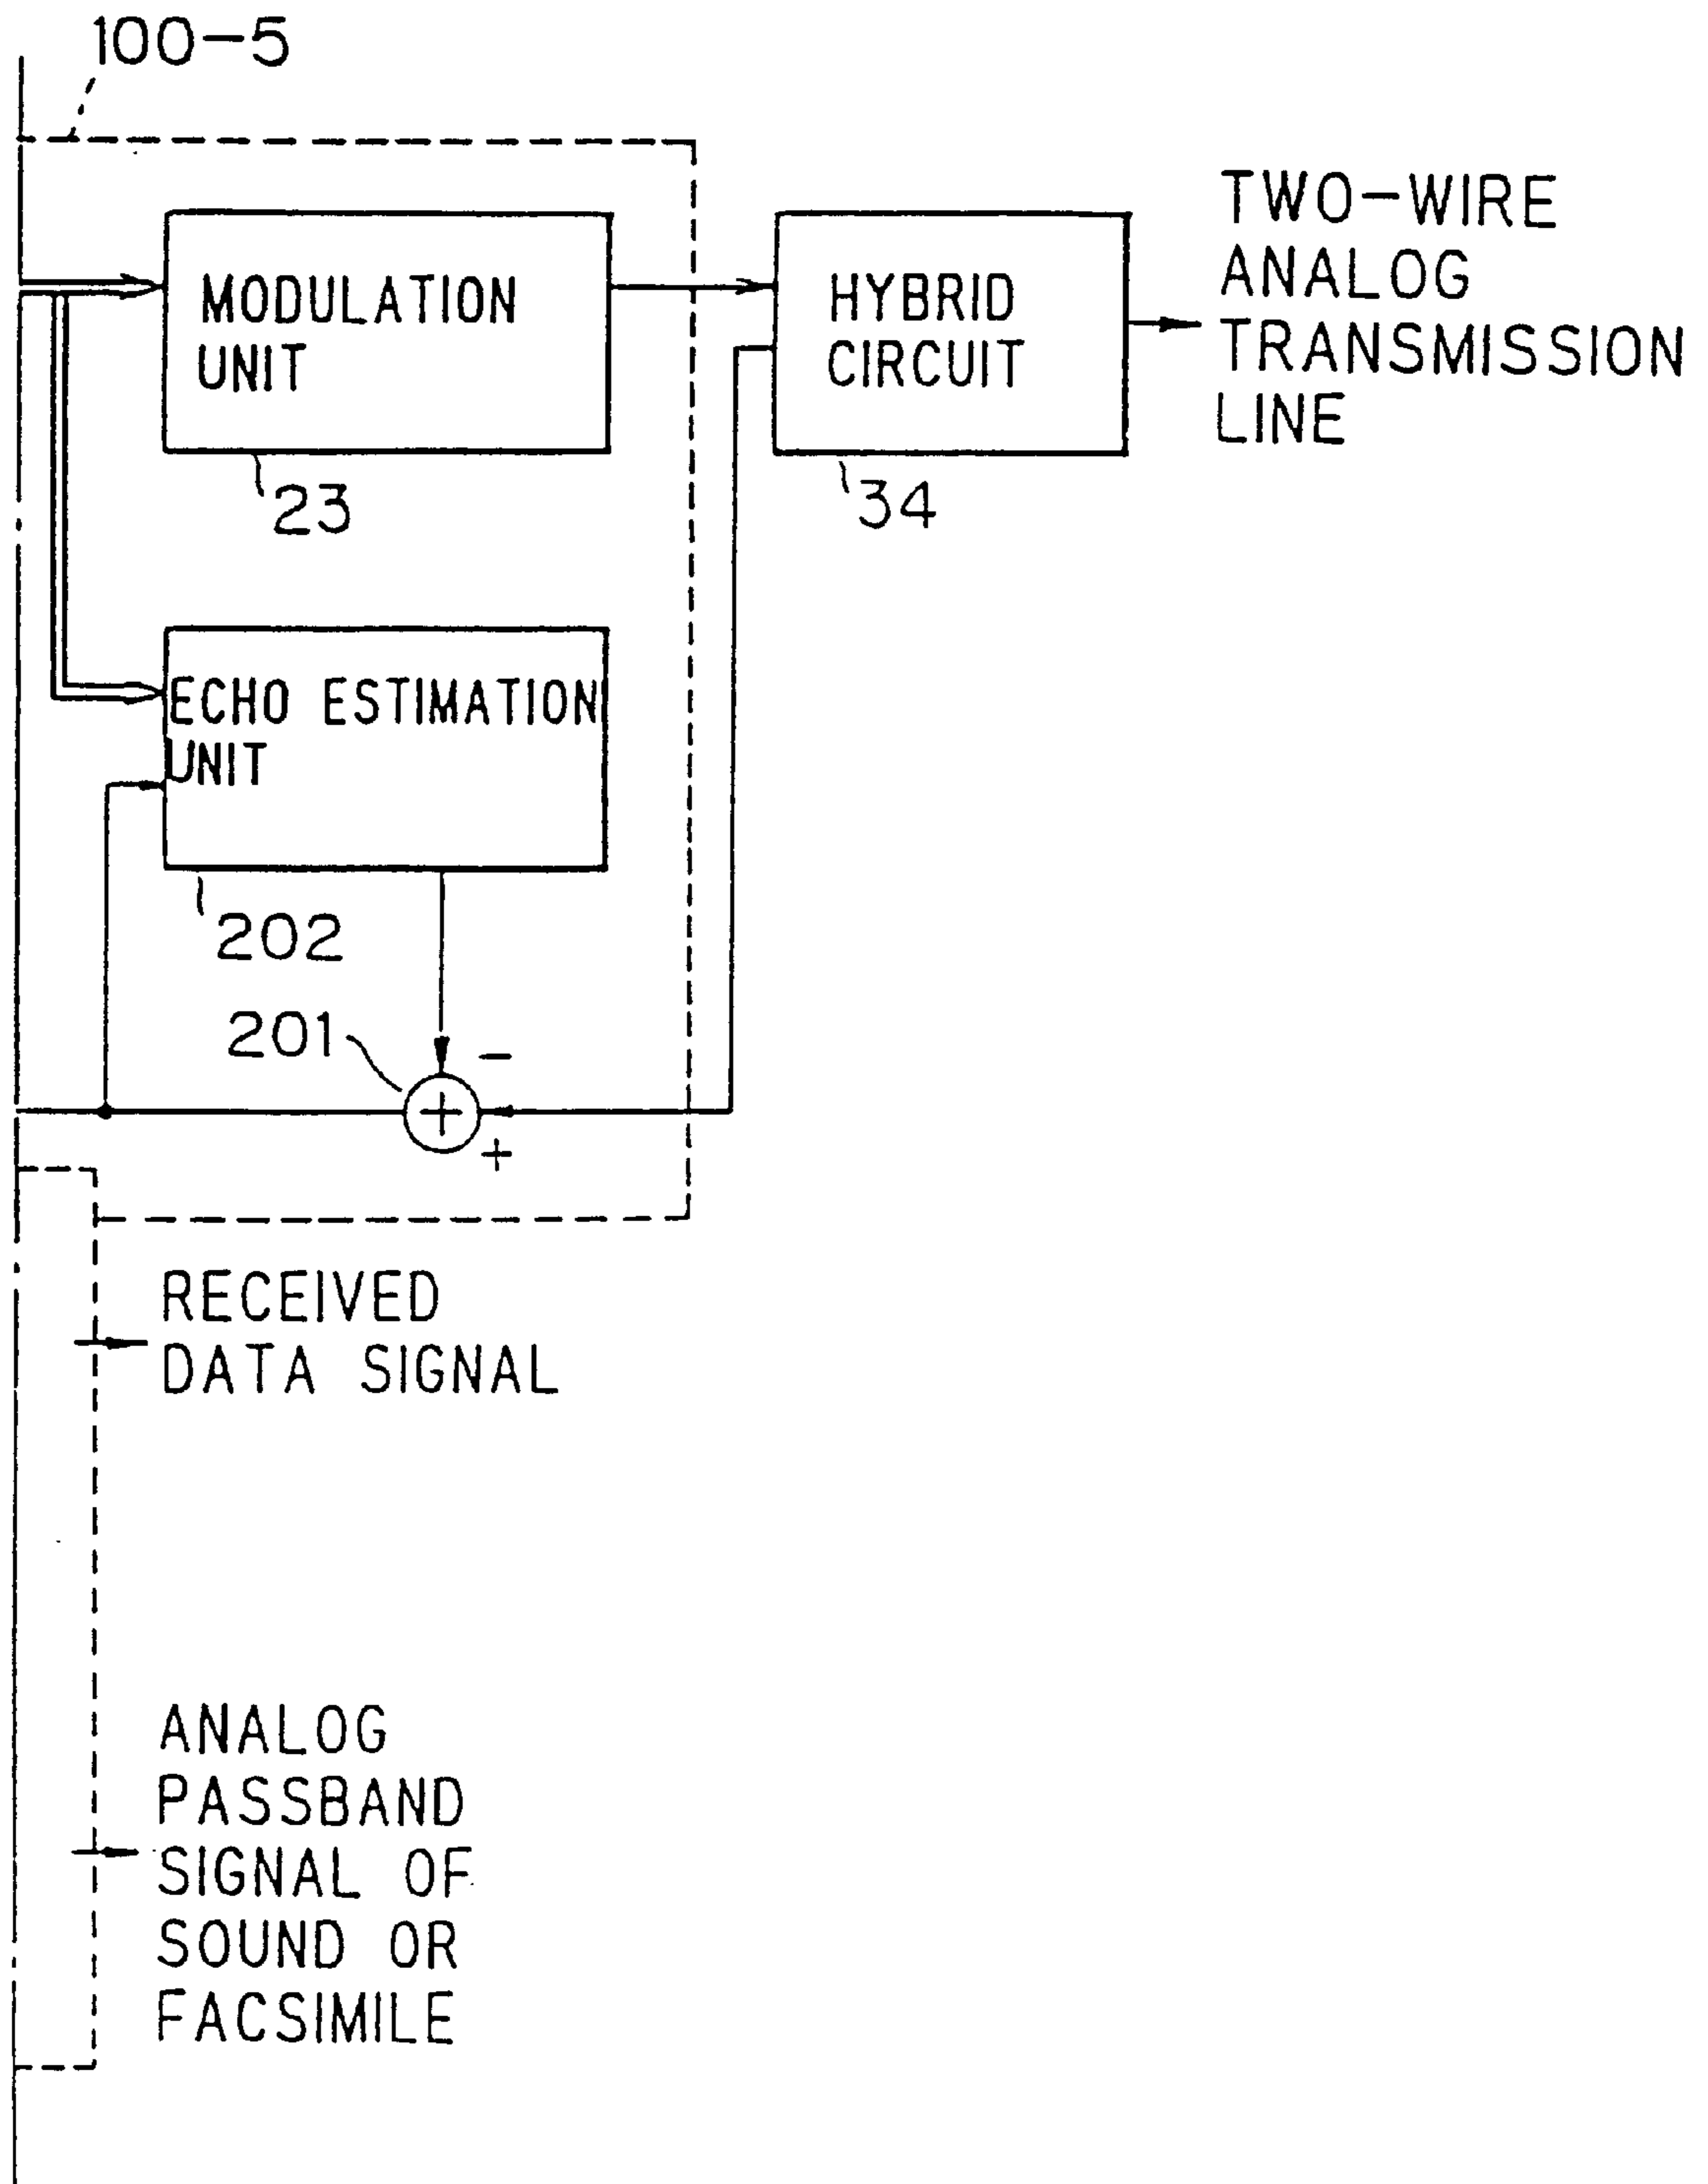 100-5
MODULATION
UNIT
23
HYBRID
CIRCUIT
34
TWO-WIRE
ANALOG
TRANSMISSION
LINE
ECHO ESTIMATION
UNIT
202
201
-
+
+
RECEIVED
DATA SIGNAL
ANALOG
PASSBAND
SIGNAL OF
SOUND OR
FACSIMILE